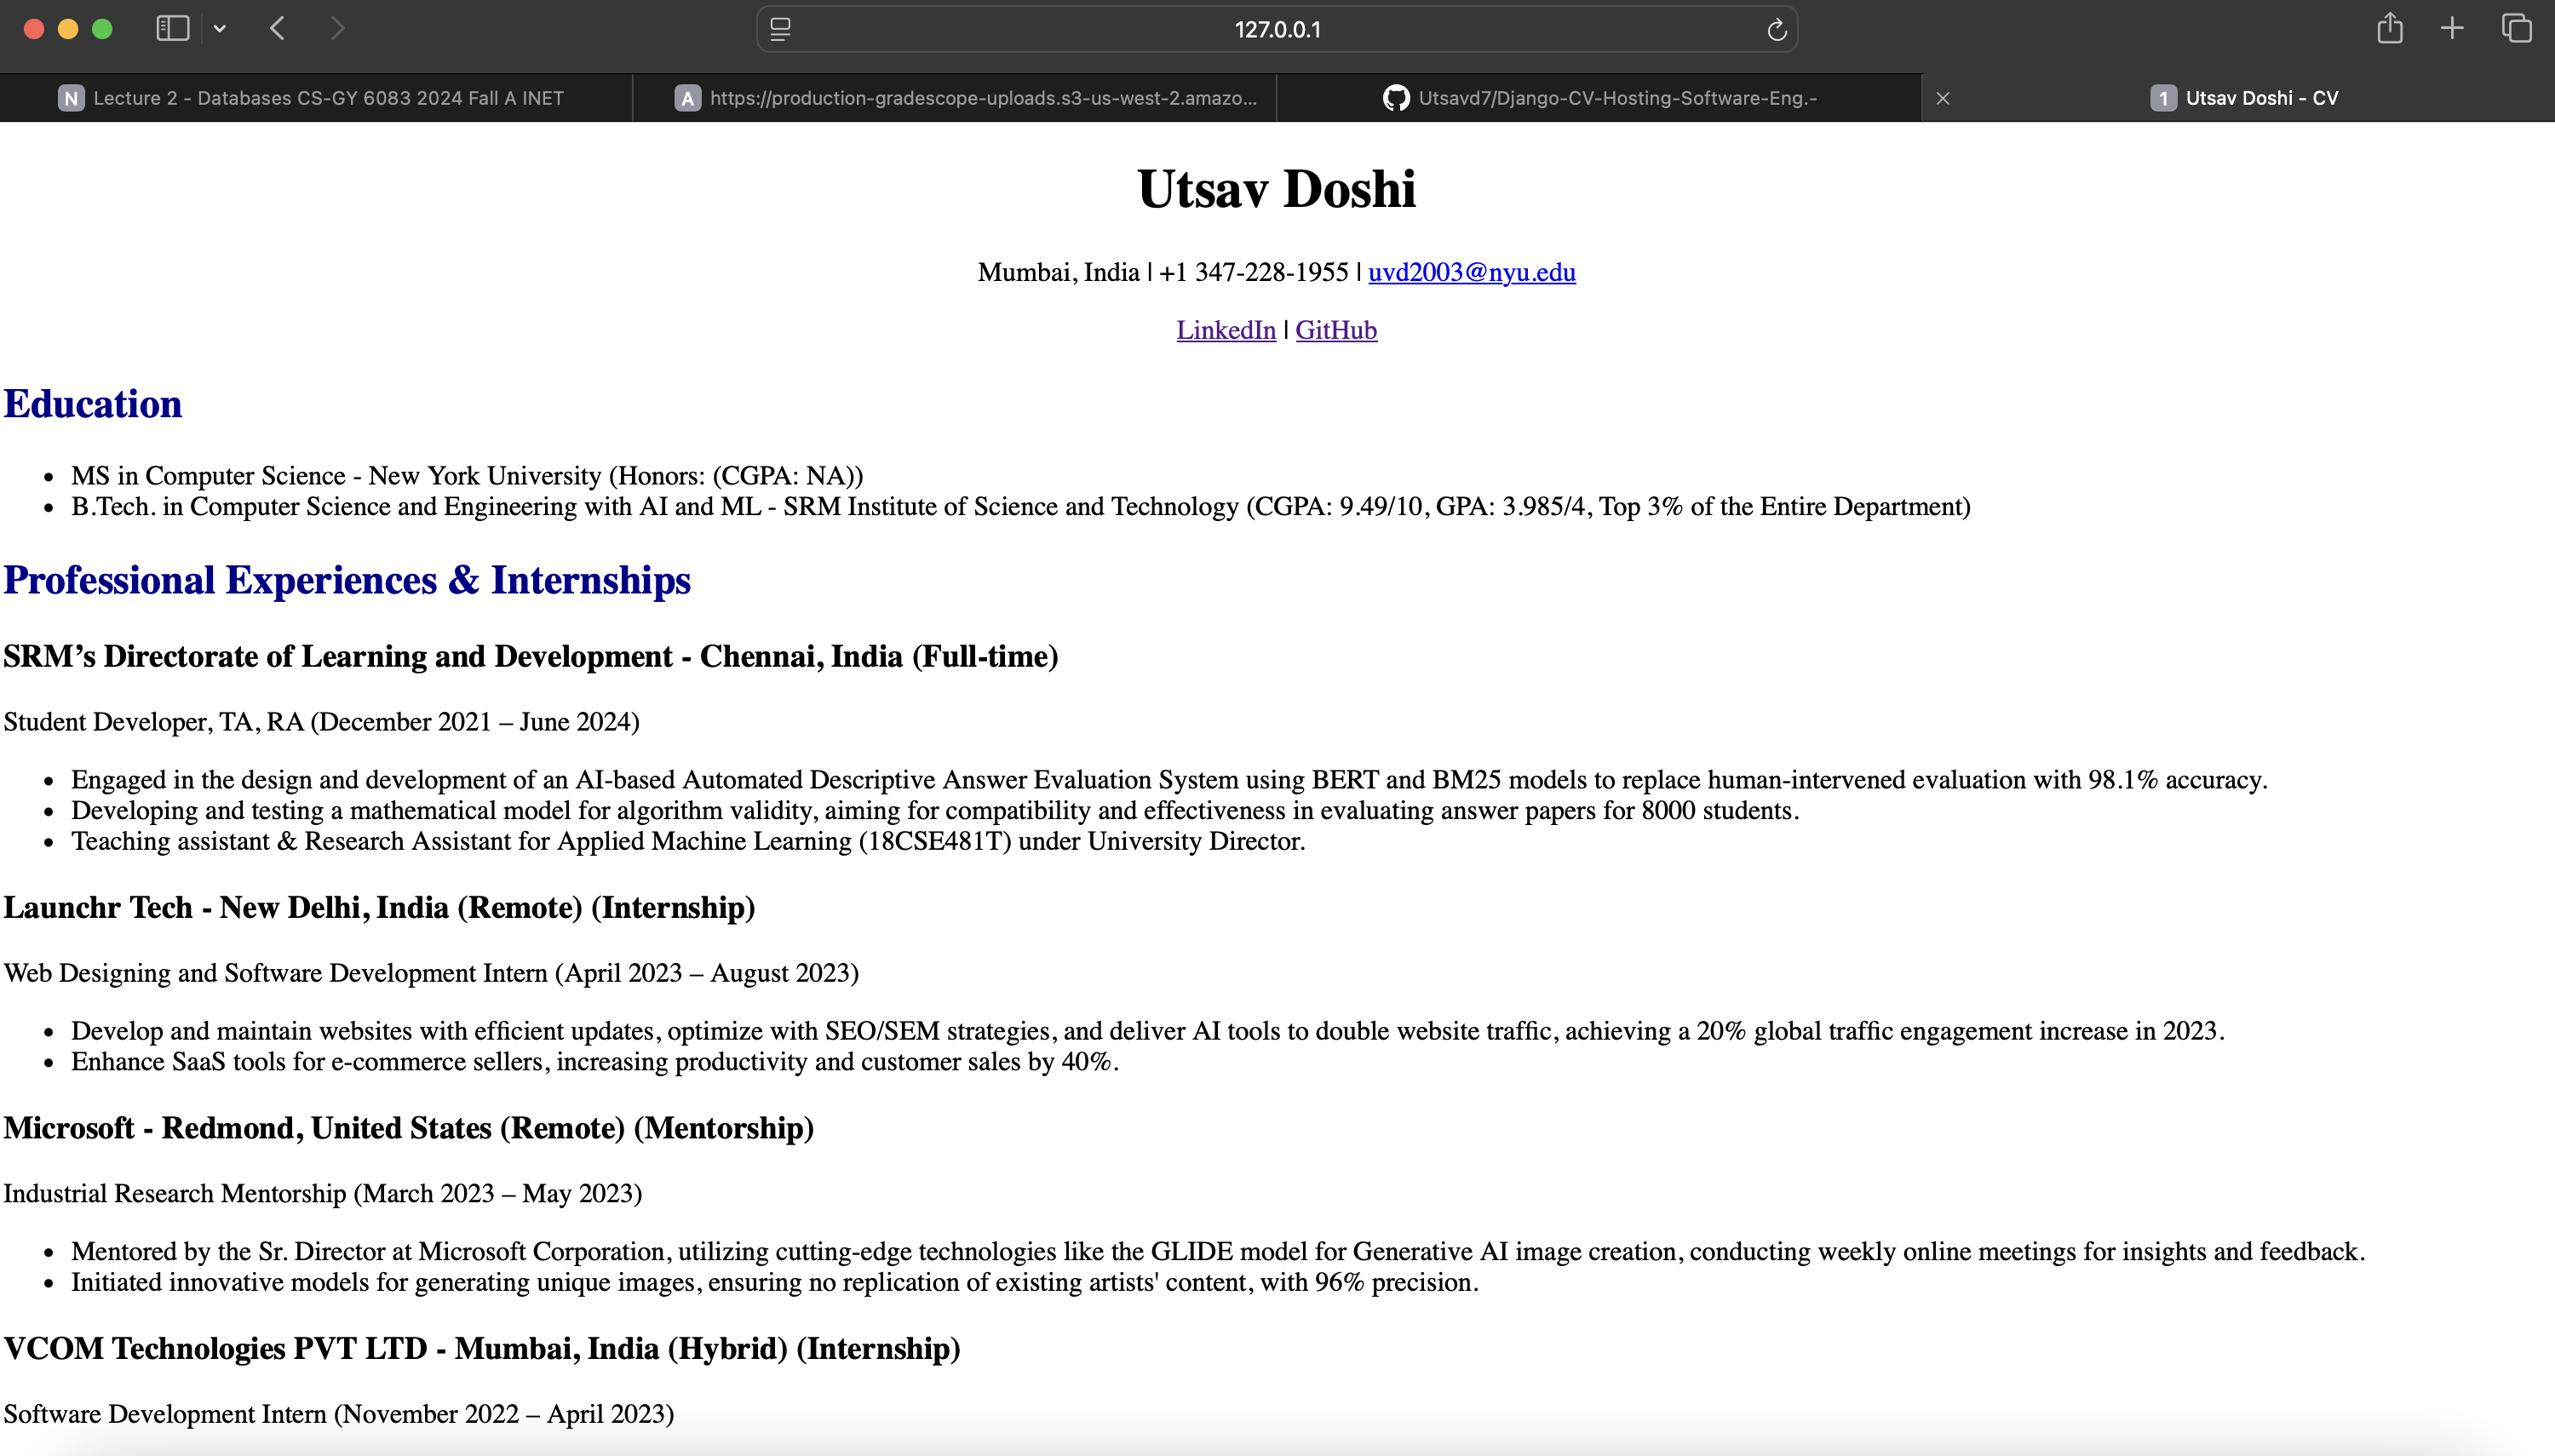 127.0.0.1
N Lecture 2 - Databases CS-GY 6083 2024 Fall A INET
A https://production-gradescope-uploads.s3-us-west-2.amazo...
Utsavd7/Django-CV-Hosting-Software-Eng.-
1 Utsav Doshi - CV
Utsav Doshi
Mumbai, India | +1 347-228-1955 | uvd2003@nyu.edu
LinkedIn | GitHub
Education
• MS in Computer Science - New York University (Honors: (CGPA: NA))
• B.Tech. in Computer Science and Engineering with AI and ML - SRM Institute of Science and Technology (CGPA: 9.49/10, GPA: 3.985/4, Top 3% of the Entire Department)
Professional Experiences & Internships
SRM’s Directorate of Learning and Development - Chennai, India (Full-time)
Student Developer, TA, RA (December 2021 – June 2024)
• Engaged in the design and development of an AI-based Automated Descriptive Answer Evaluation System using BERT and BM25 models to replace human-intervened evaluation with 98.1% accuracy.
• Developing and testing a mathematical model for algorithm validity, aiming for compatibility and effectiveness in evaluating answer papers for 8000 students.
• Teaching assistant & Research Assistant for Applied Machine Learning (18CSE481T) under University Director.
Launchr Tech - New Delhi, India (Remote) (Internship)
Web Designing and Software Development Intern (April 2023 – August 2023)
• Develop and maintain websites with efficient updates, optimize with SEO/SEM strategies, and deliver AI tools to double website traffic, achieving a 20% global traffic engagement increase in 2023.
• Enhance SaaS tools for e-commerce sellers, increasing productivity and customer sales by 40%.
Microsoft - Redmond, United States (Remote) (Mentorship)
Industrial Research Mentorship (March 2023 – May 2023)
• Mentored by the Sr. Director at Microsoft Corporation, utilizing cutting-edge technologies like the GLIDE model for Generative AI image creation, conducting weekly online meetings for insights and feedback.
• Initiated innovative models for generating unique images, ensuring no replication of existing artists' content, with 96% precision.
VCOM Technologies PVT LTD - Mumbai, India (Hybrid) (Internship)
Software Development Intern (November 2022 – April 2023)